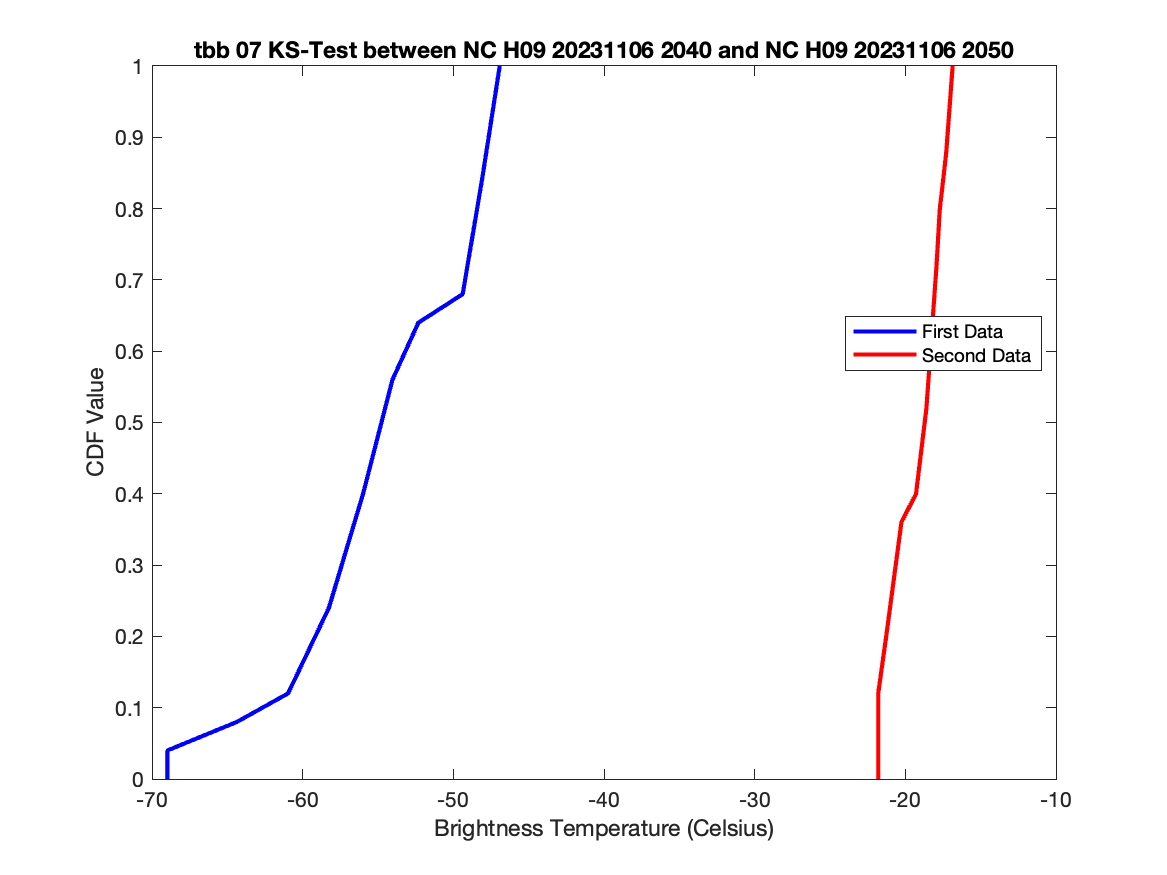 tbb 07 KS-Test between NC H09 20231106 2040 and NC H09 20231106 2050
1
0.9
0.8
0.7
0.6
0.5
0.4
0.3
0.2
0.1
0
CDF Value
First Data
Second Data
-70 -60 -50 -40 -30 -20 -10
Brightness Temperature (Celsius)